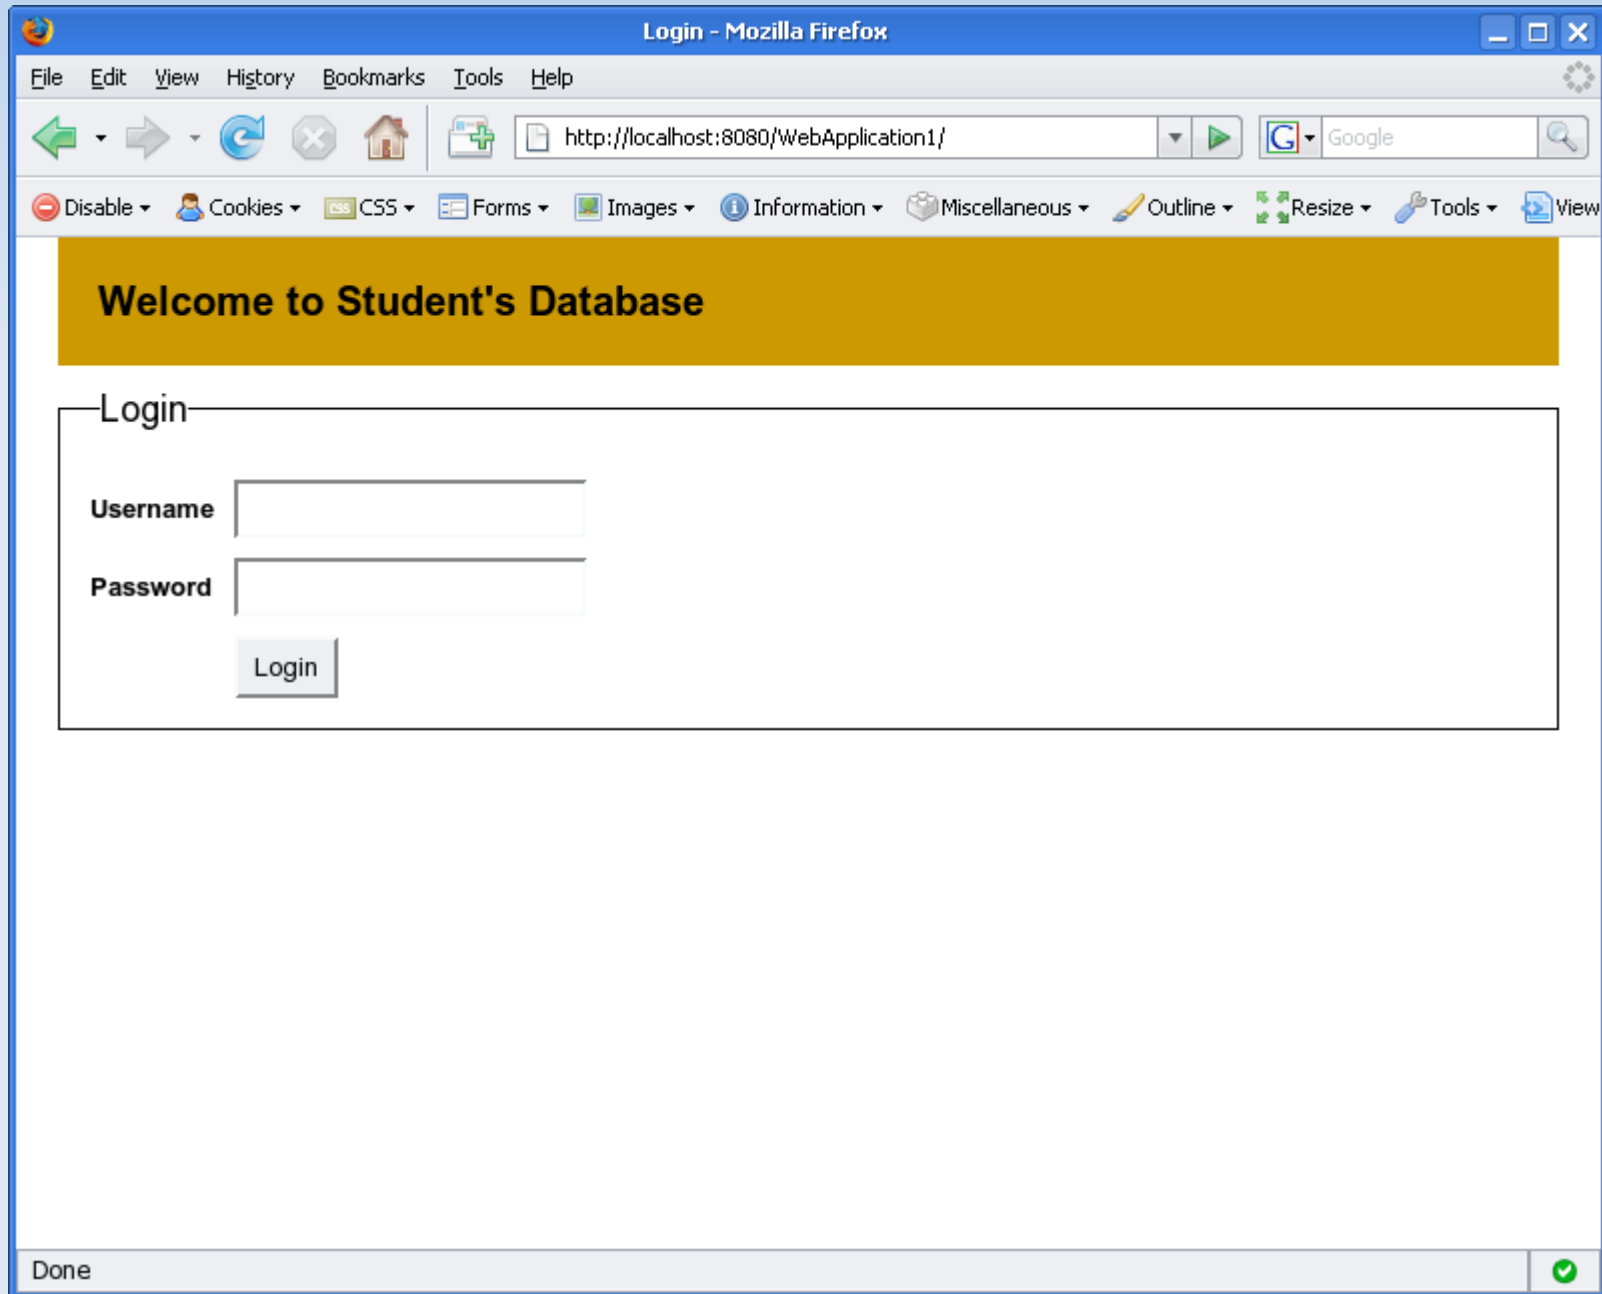 Login - Mozilla Firefox
File Edit View History Bookmarks Tools Help
http://localhost:8080/WebApplication1/ G Google
Disable Cookies CSS CSS Forms Images Information Miscellaneous Outline Resize Tools View
Welcome to Student's Database
Login
Username
Password
Login
Done